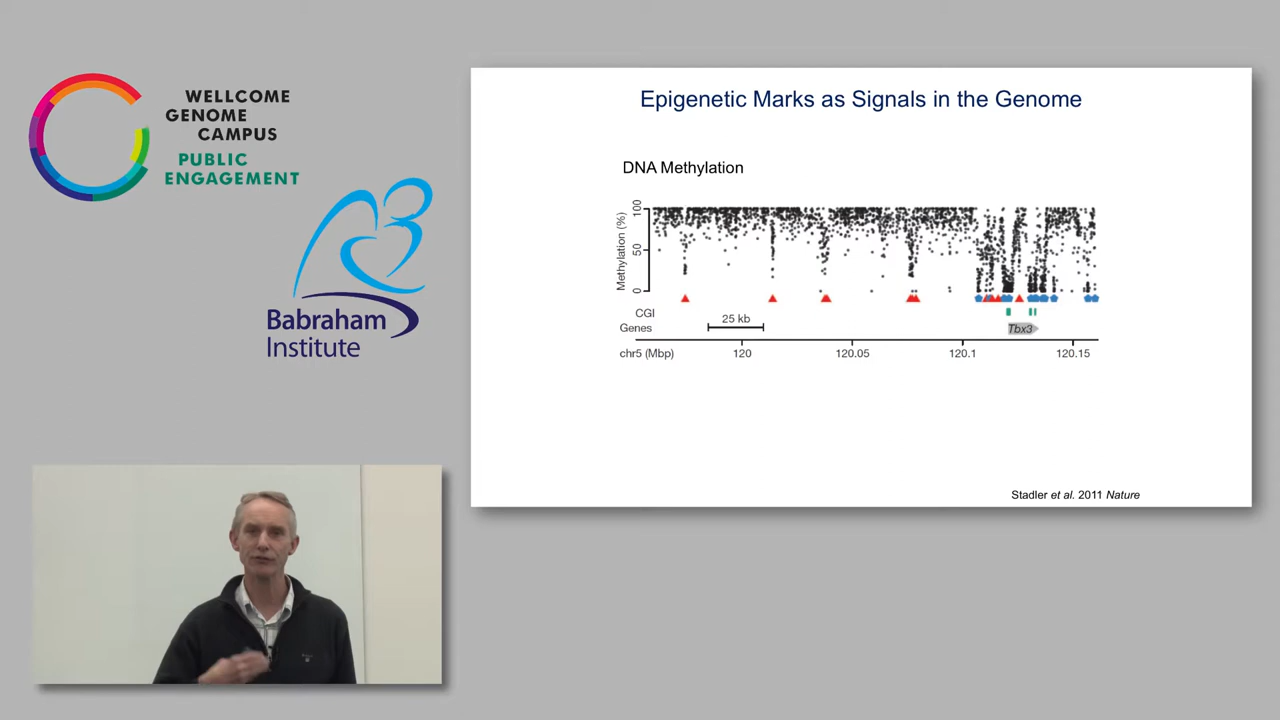 WELLCOME
GENOME
CAMPUS
PUBLIC
ENGAGEMENT
Babraham
Institute
Epigenetic Marks as Signals in the Genome
DNA Methylation
Methylation (%)
100
50
0
CGI
Genes
25 kb
Tbx3
chr5 (Mbp)
120
120.05
120.1
120.15
Stadler et al. 2011 Nature